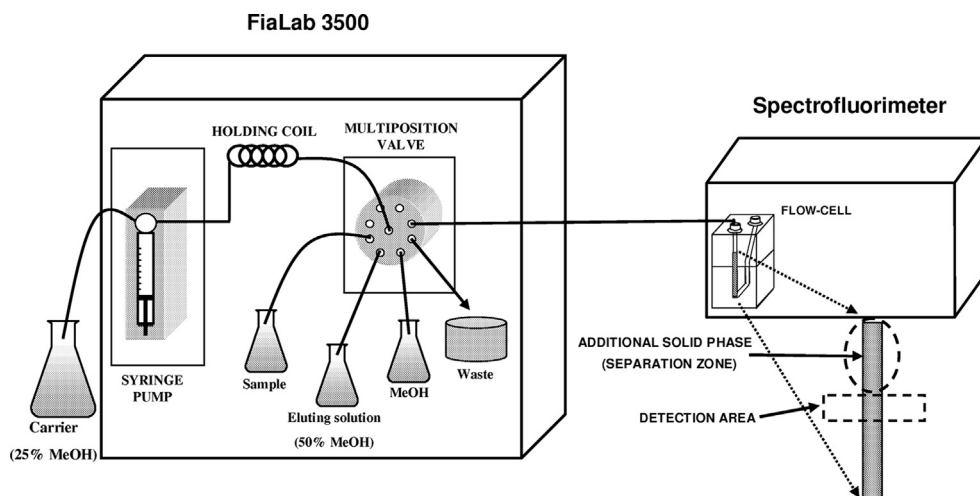 FiaLab 3500
HOLDING COIL
MULTIPOSITION
VALVE
SYRINGE
PUMP
Carrier
(25% MeOH)
Sample
Eluting solution
(50% MeOH)
MeOH
Waste
Spectrofluorimeter
FLOW-CELL
ADDITIONAL SOLID PHASE
(SEPARATION ZONE)
DETECTION AREA